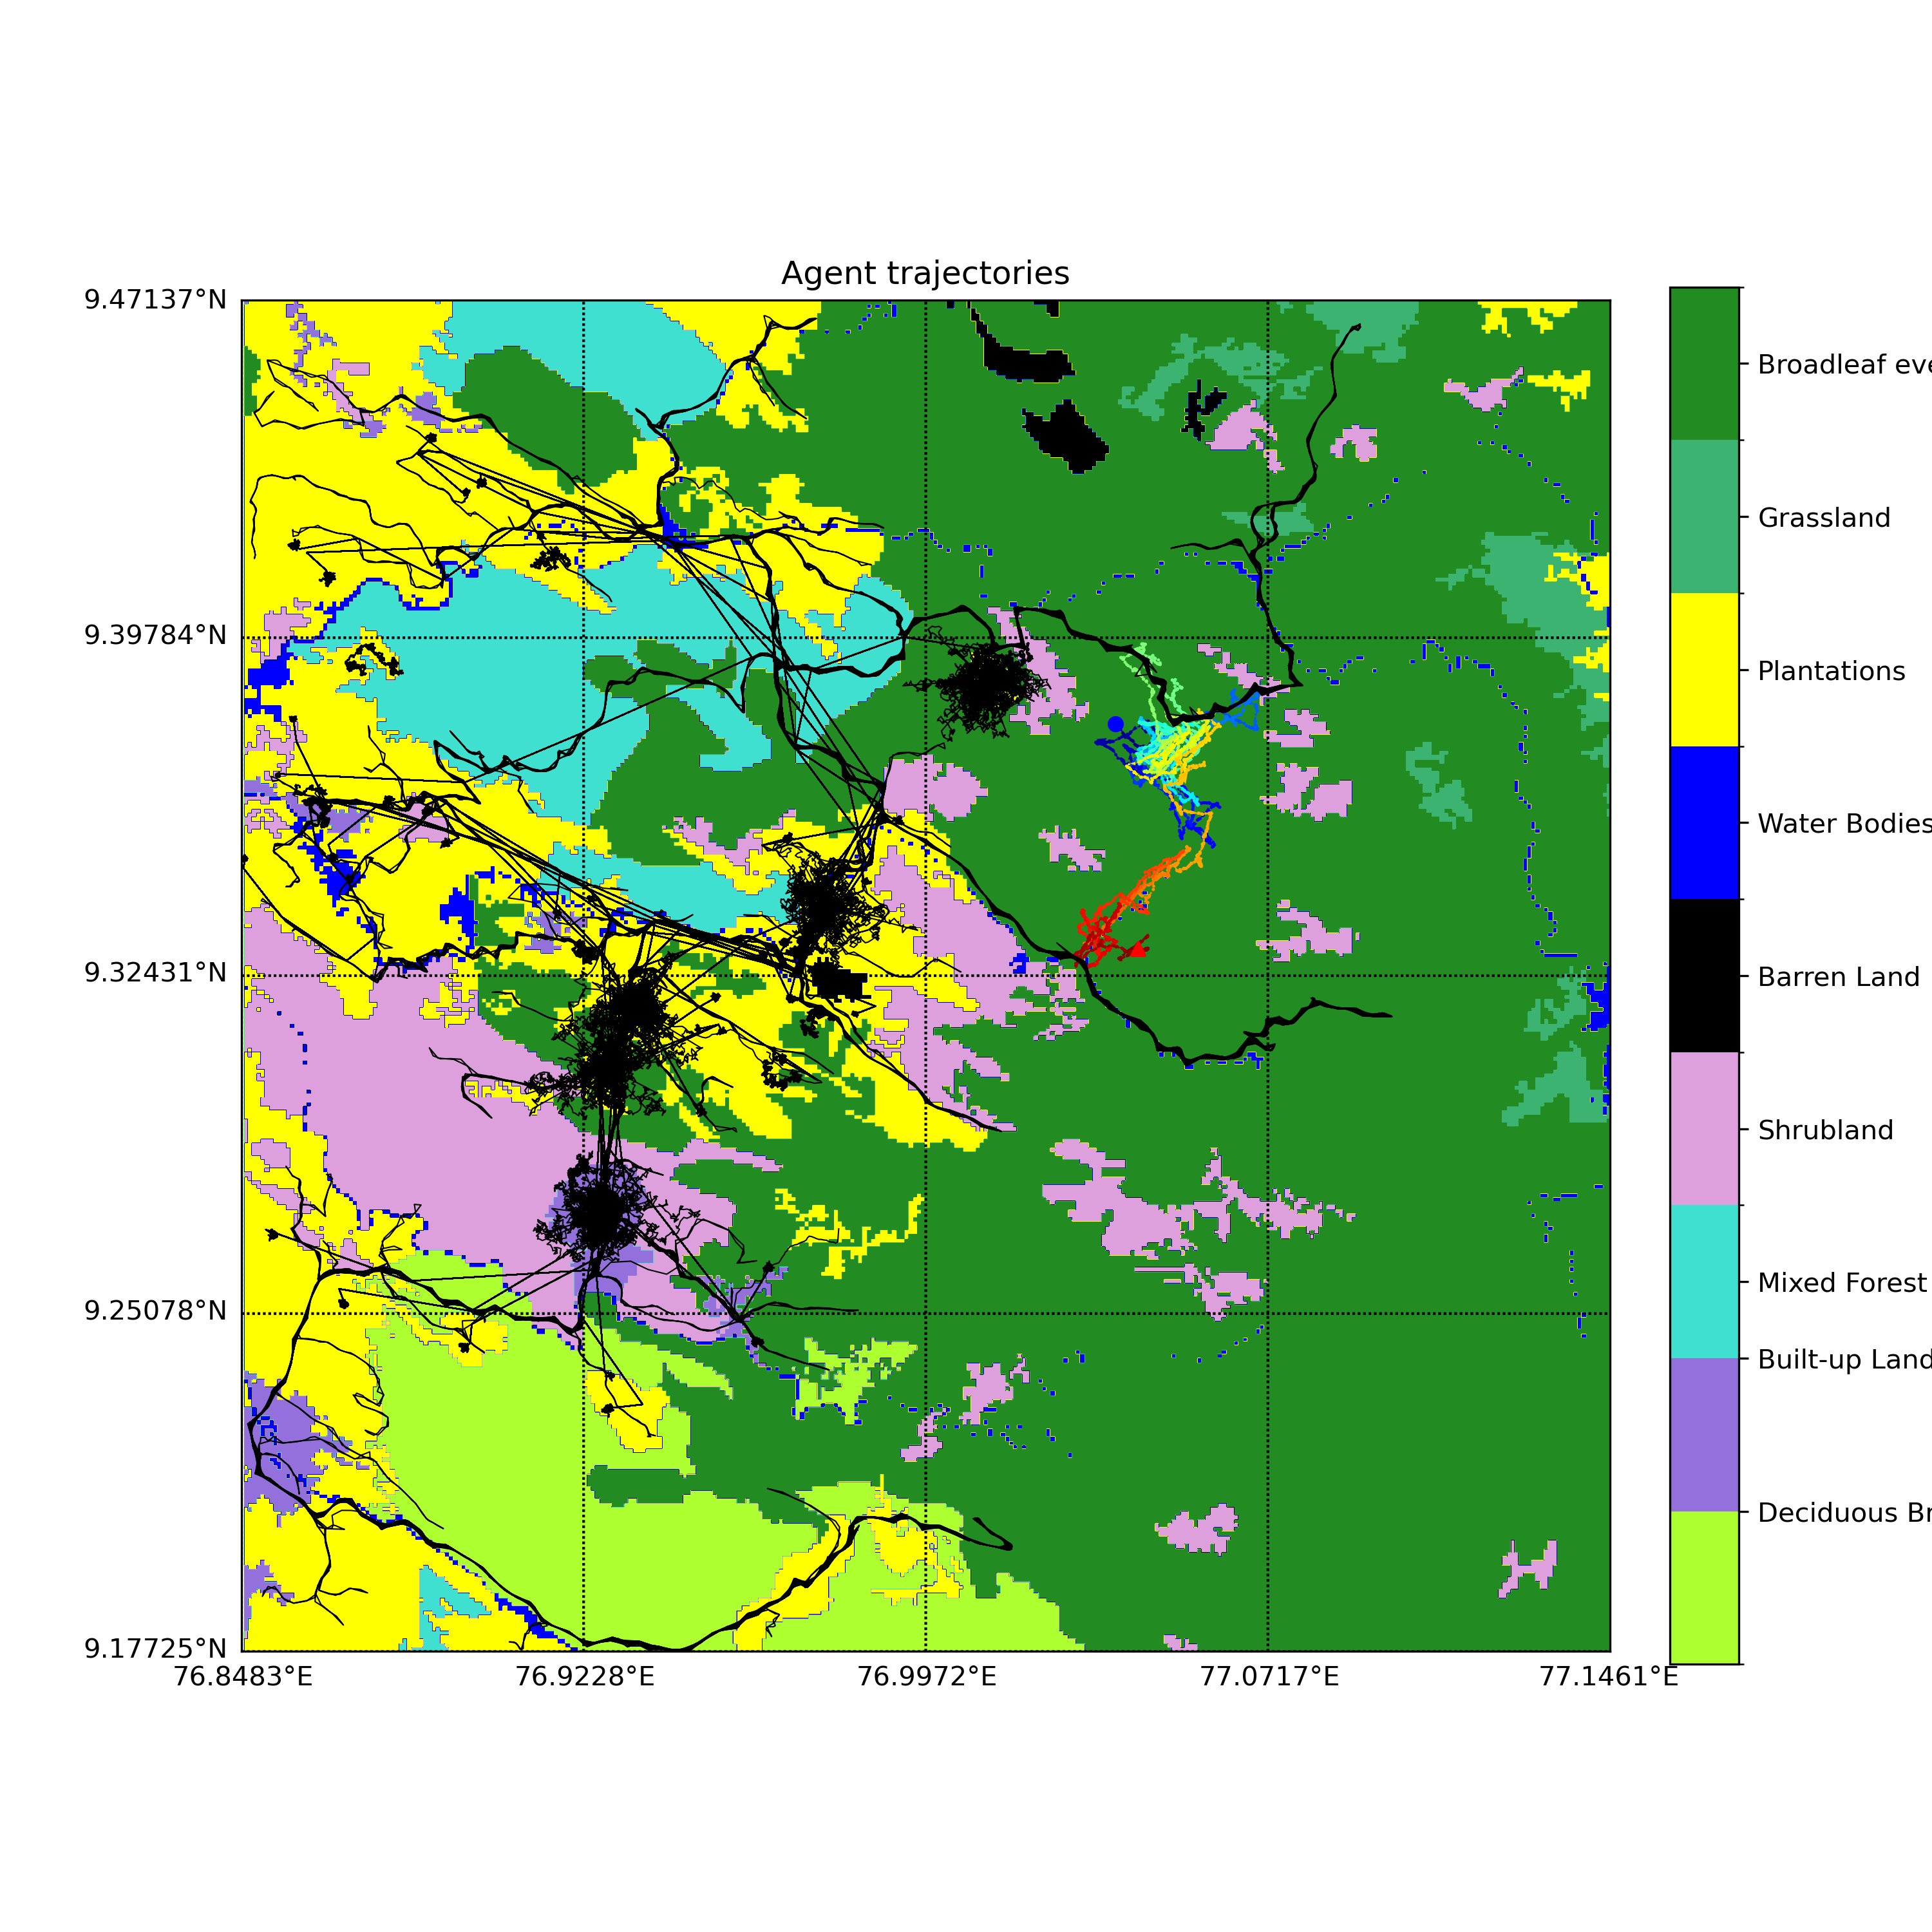 Agent trajectories
9.47137°N
9.39784°N
9.32431°N
9.25078°N
9.17725°N
76.8483°E
76.9228°E
76.9972°E
77.0717°E
77.1461°E
Broadleaf eve
Grassland
Plantations
Water Bodies
Barren Land
Shrubland
Mixed Forest
Built-up Land
Deciduous Br